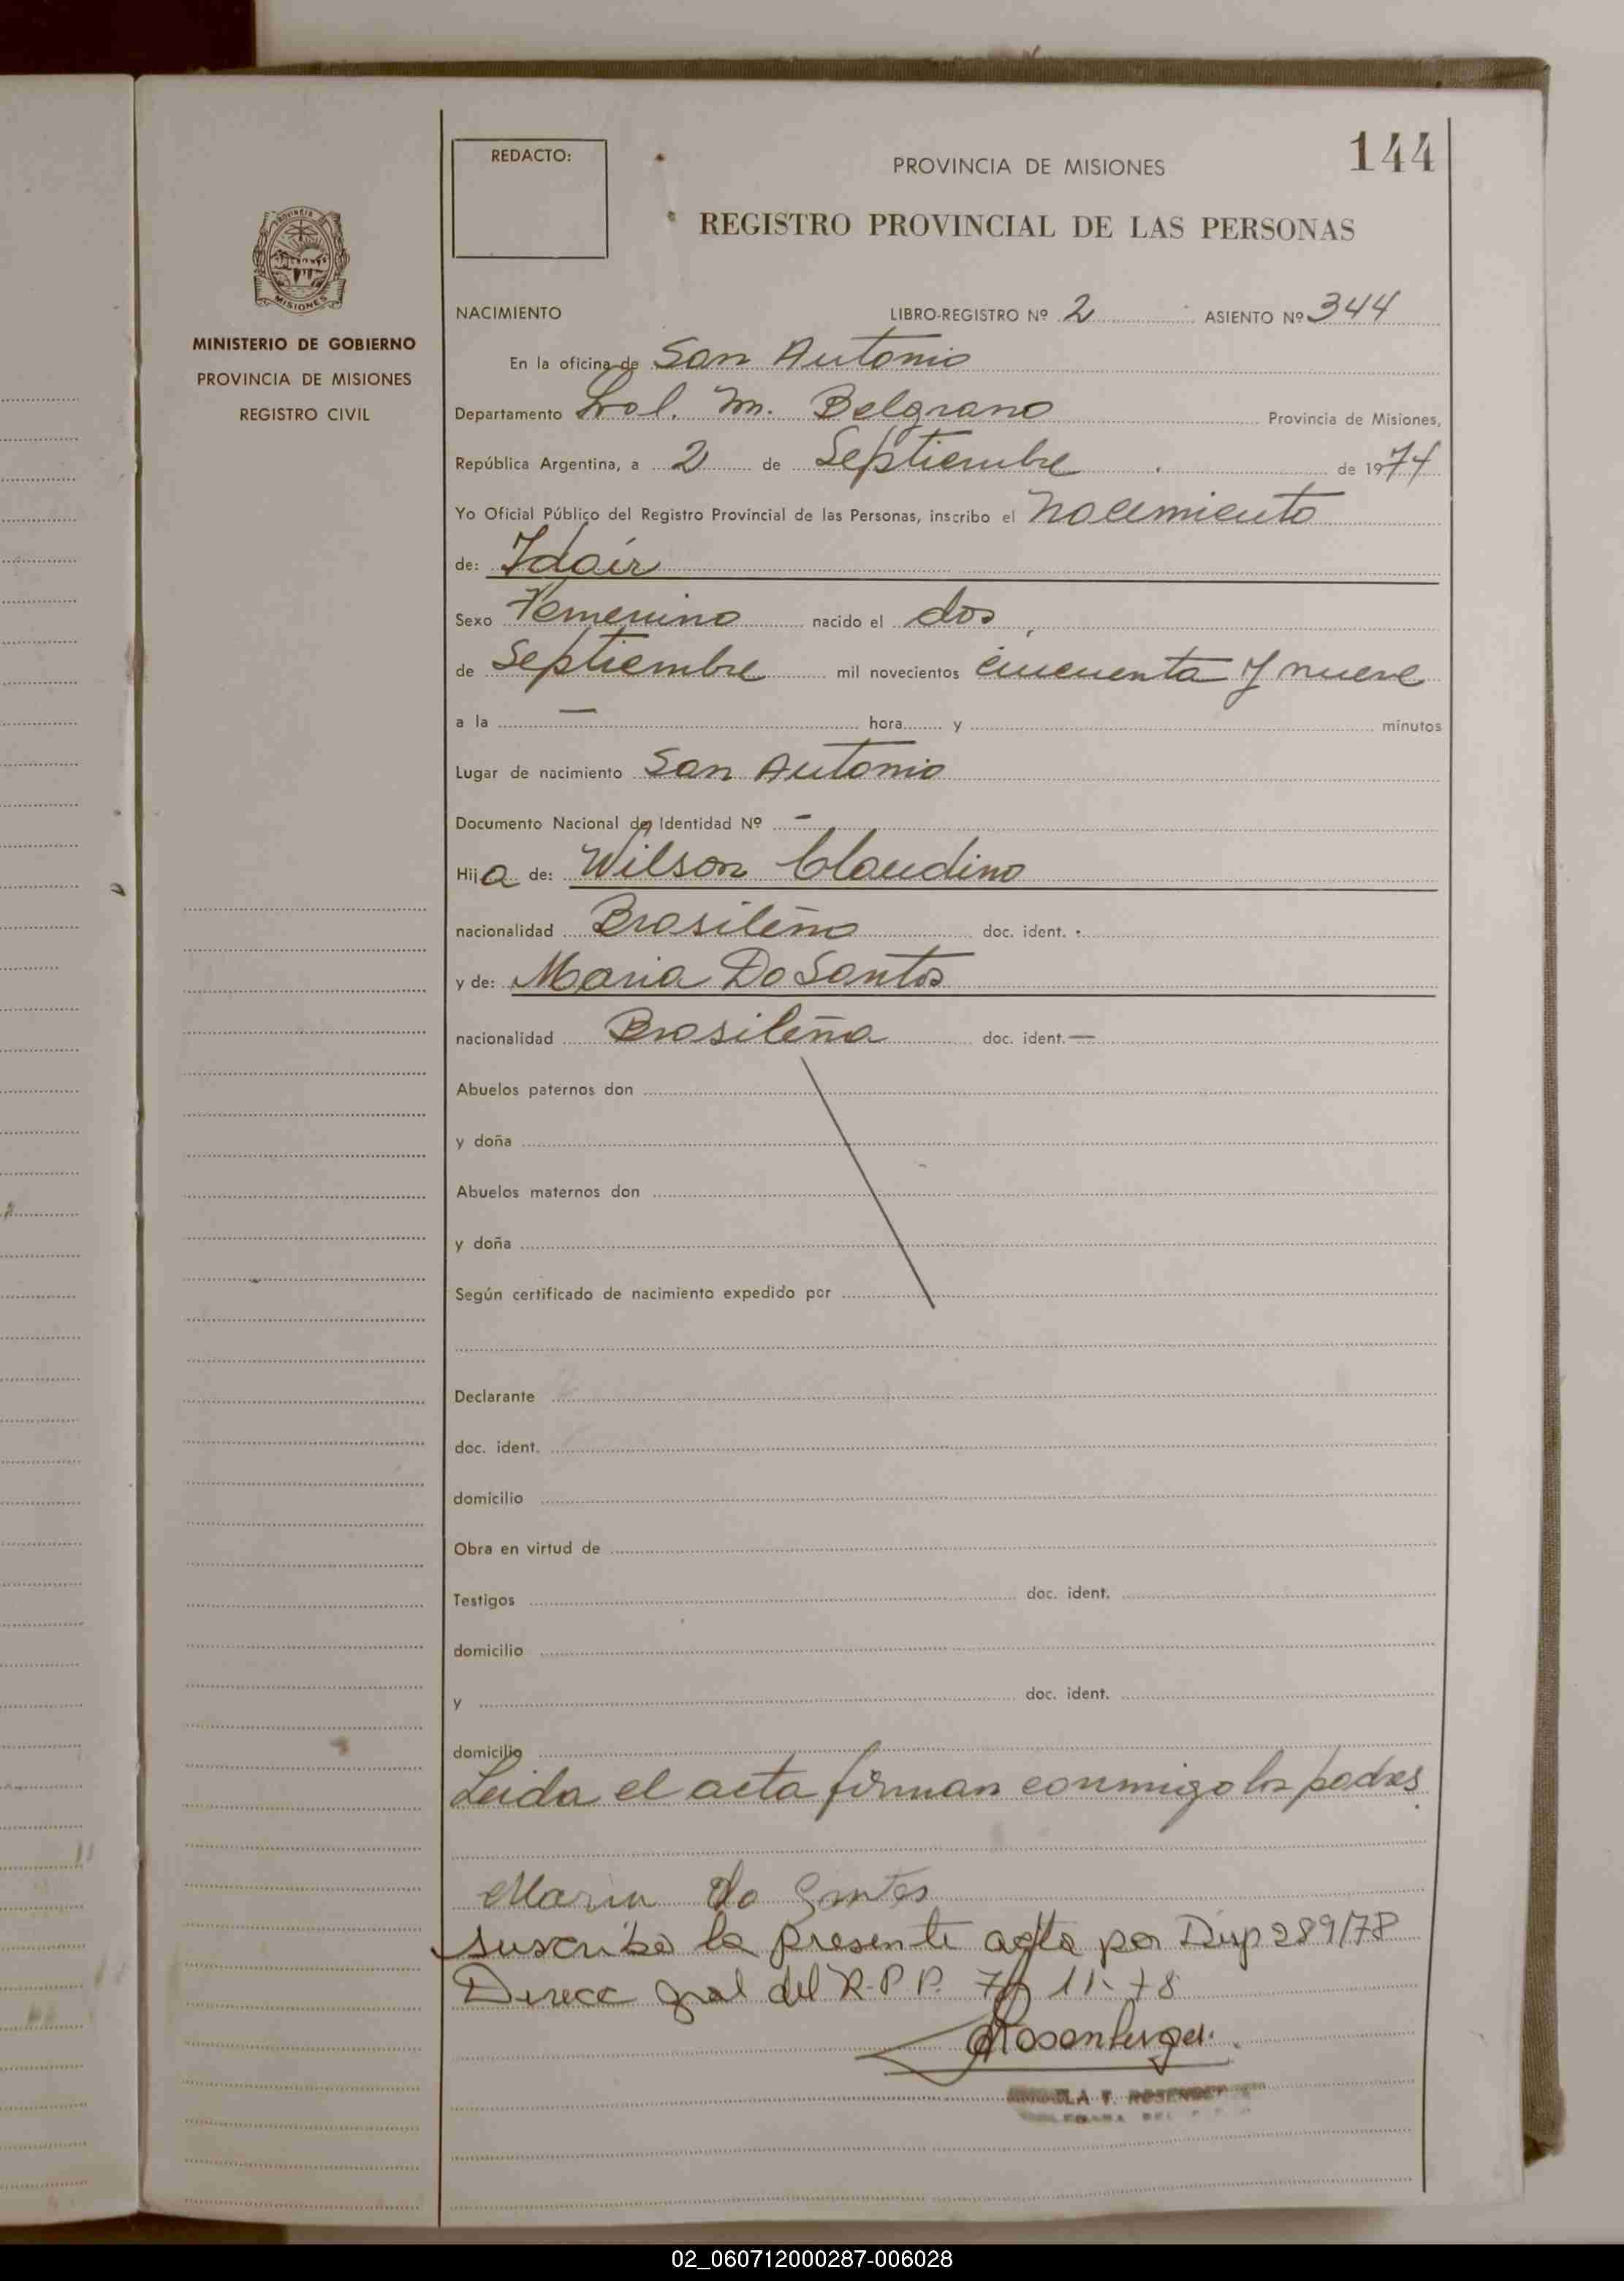 144
REDACTO:
PROVINCIA DE MISIONES
REGISTRO PROVINCIAL DE LAS PERSONAS
PROVINCIA DE
MISIONES
MINISTERIO DE GOBIERNO
PROVINCIA DE MISIONES
REGISTRO CIVIL
NACIMIENTO LIBRO-REGISTRO Nº 2 ASIENTO Nº 344
En la oficina de San Antonio
Departamento Gral. M. Belgrano Provincia de Misiones,
República Argentina, a 2 de Septiembre de 1974
Yo Oficial Público del Registro Provincial de las Personas, inscribo el Nacimiento
de: Idair
Sexo Femenino nacido el dos
de Septiembre mil novecientos cincuenta y nueve
a la — hora y minutos
Lugar de nacimiento San Antonio
Documento Nacional de Identidad Nº -
Hija de: Wilson Claudino
nacionalidad Brasileño doc. ident. .
y de: Maria Do Santos
nacionalidad Brasileña doc. ident. —
Abuelos paternos don
y doña
Abuelos maternos don
y doña
Según certificado de nacimiento expedido por
Declarante
doc. ident.
domicilio
Obra en virtud de
Testigos doc. ident.
domicilio
y doc. ident.
domicilio
Leida el acta firman conmigo los padres.
Maria do Santos
suscribo la presente acta por Disp 289/78
Direcc gral del R.P.P. 11-78
Rosenberger.
02_060712000287-006028